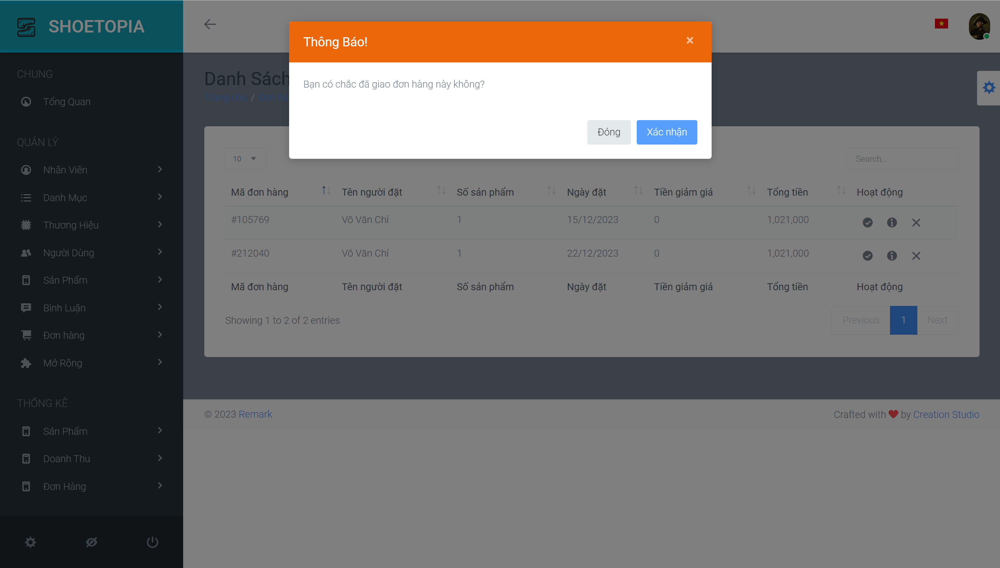 SHOETOPIA
CHUNG
Tổng Quan
QUẢN LÝ
Nhân Viên
Danh Mục
Thương Hiệu
Người Dùng
Sản Phẩm
Bình Luận
Đơn hàng
Mở Rộng
THỐNG KÊ
Sản Phẩm
Doanh Thu
Đơn Hàng
Thông Báo!
×
Bạn có chắc đã giao đơn hàng này không?
Đóng Xác nhận
Danh Sách
Trang chủ / Đơn
10
Search...
Mã đơn hàng Tên người đặt Số sản phẩm Ngày đặt Tiền giảm giá Tổng tiền Hoạt động
#105769 Võ Văn Chí 1 15/12/2023 0 1,021,000
#212040 Võ Văn Chí 1 22/12/2023 0 1,021,000
Mã đơn hàng Tên người đặt Số sản phẩm Ngày đặt Tiền giảm giá Tổng tiền Hoạt động
Showing 1 to 2 of 2 entries
Previous 1 Next
© 2023 Remark
Crafted with ❤ by Creation Studio